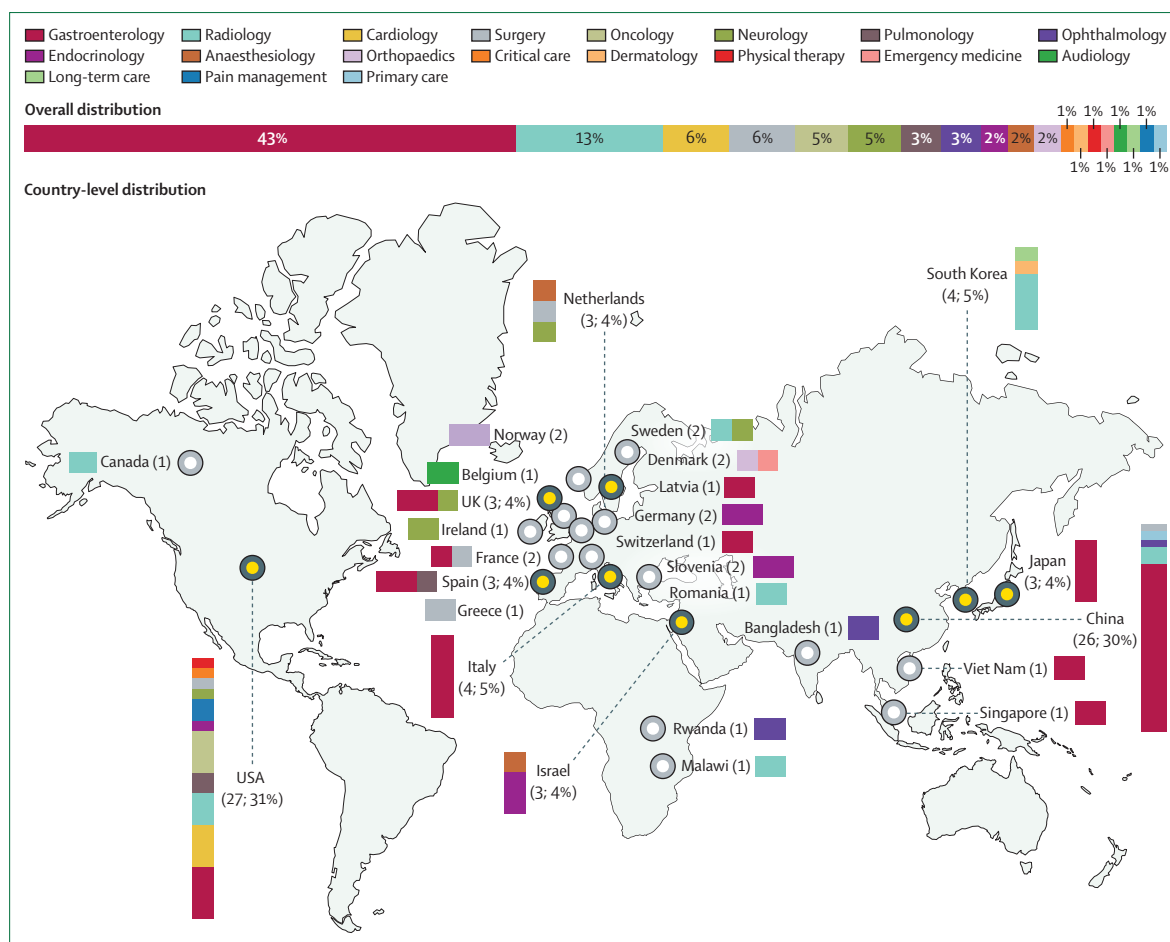 Gastroenterology Radiology Cardiology Surgery Oncology Neurology Pulmonology Ophthalmology
Endocrinology Anaesthesiology Orthopaedics Critical care Dermatology Physical therapy Emergency medicine Audiology
Long-term care Pain management Primary care
Overall distribution
1% 1% 1% 1%
43% 13% 6% 6% 5% 5% 3% 3% 2% 2% 2%
1% 1% 1% 1%
Country-level distribution
South Korea
(4; 5%)
Netherlands
(3; 4%)
Norway (2)
Sweden (2)
Canada (1)
Denmark (2)
Belgium (1)
Latvia (1)
UK (3; 4%)
Germany (2)
Ireland (1)
Switzerland (1)
France (2)
Slovenia (2)
Japan
(3; 4%)
Spain (3; 4%)
Romania (1)
Greece (1)
China
(26; 30%)
Bangladesh (1)
Italy
(4; 5%)
Viet Nam (1)
Singapore (1)
Rwanda (1)
Malawi (1)
Israel
(3; 4%)
USA
(27; 31%)